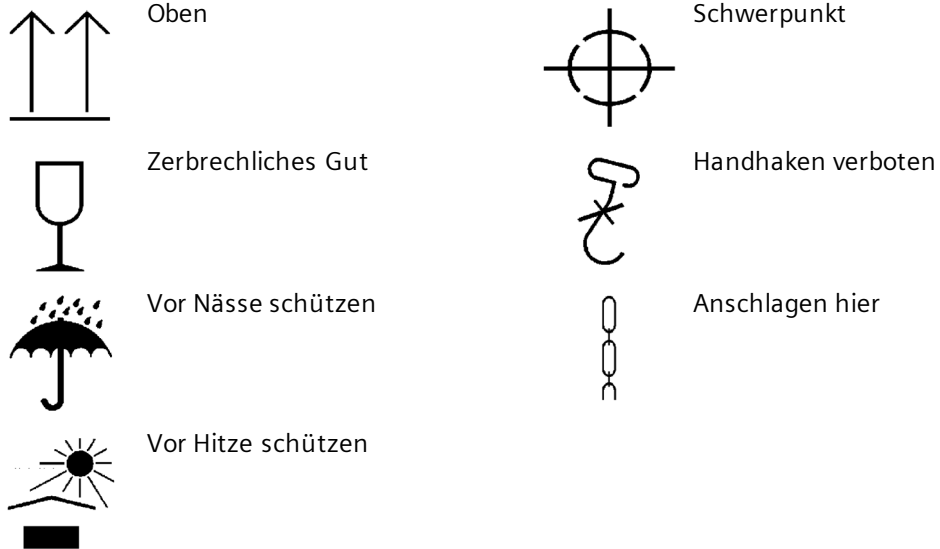 Oben
Schwerpunkt
Zerbrechliches Gut
Handhaken verboten
Vor Nässe schützen
Anschlagen hier
Vor Hitze schützen